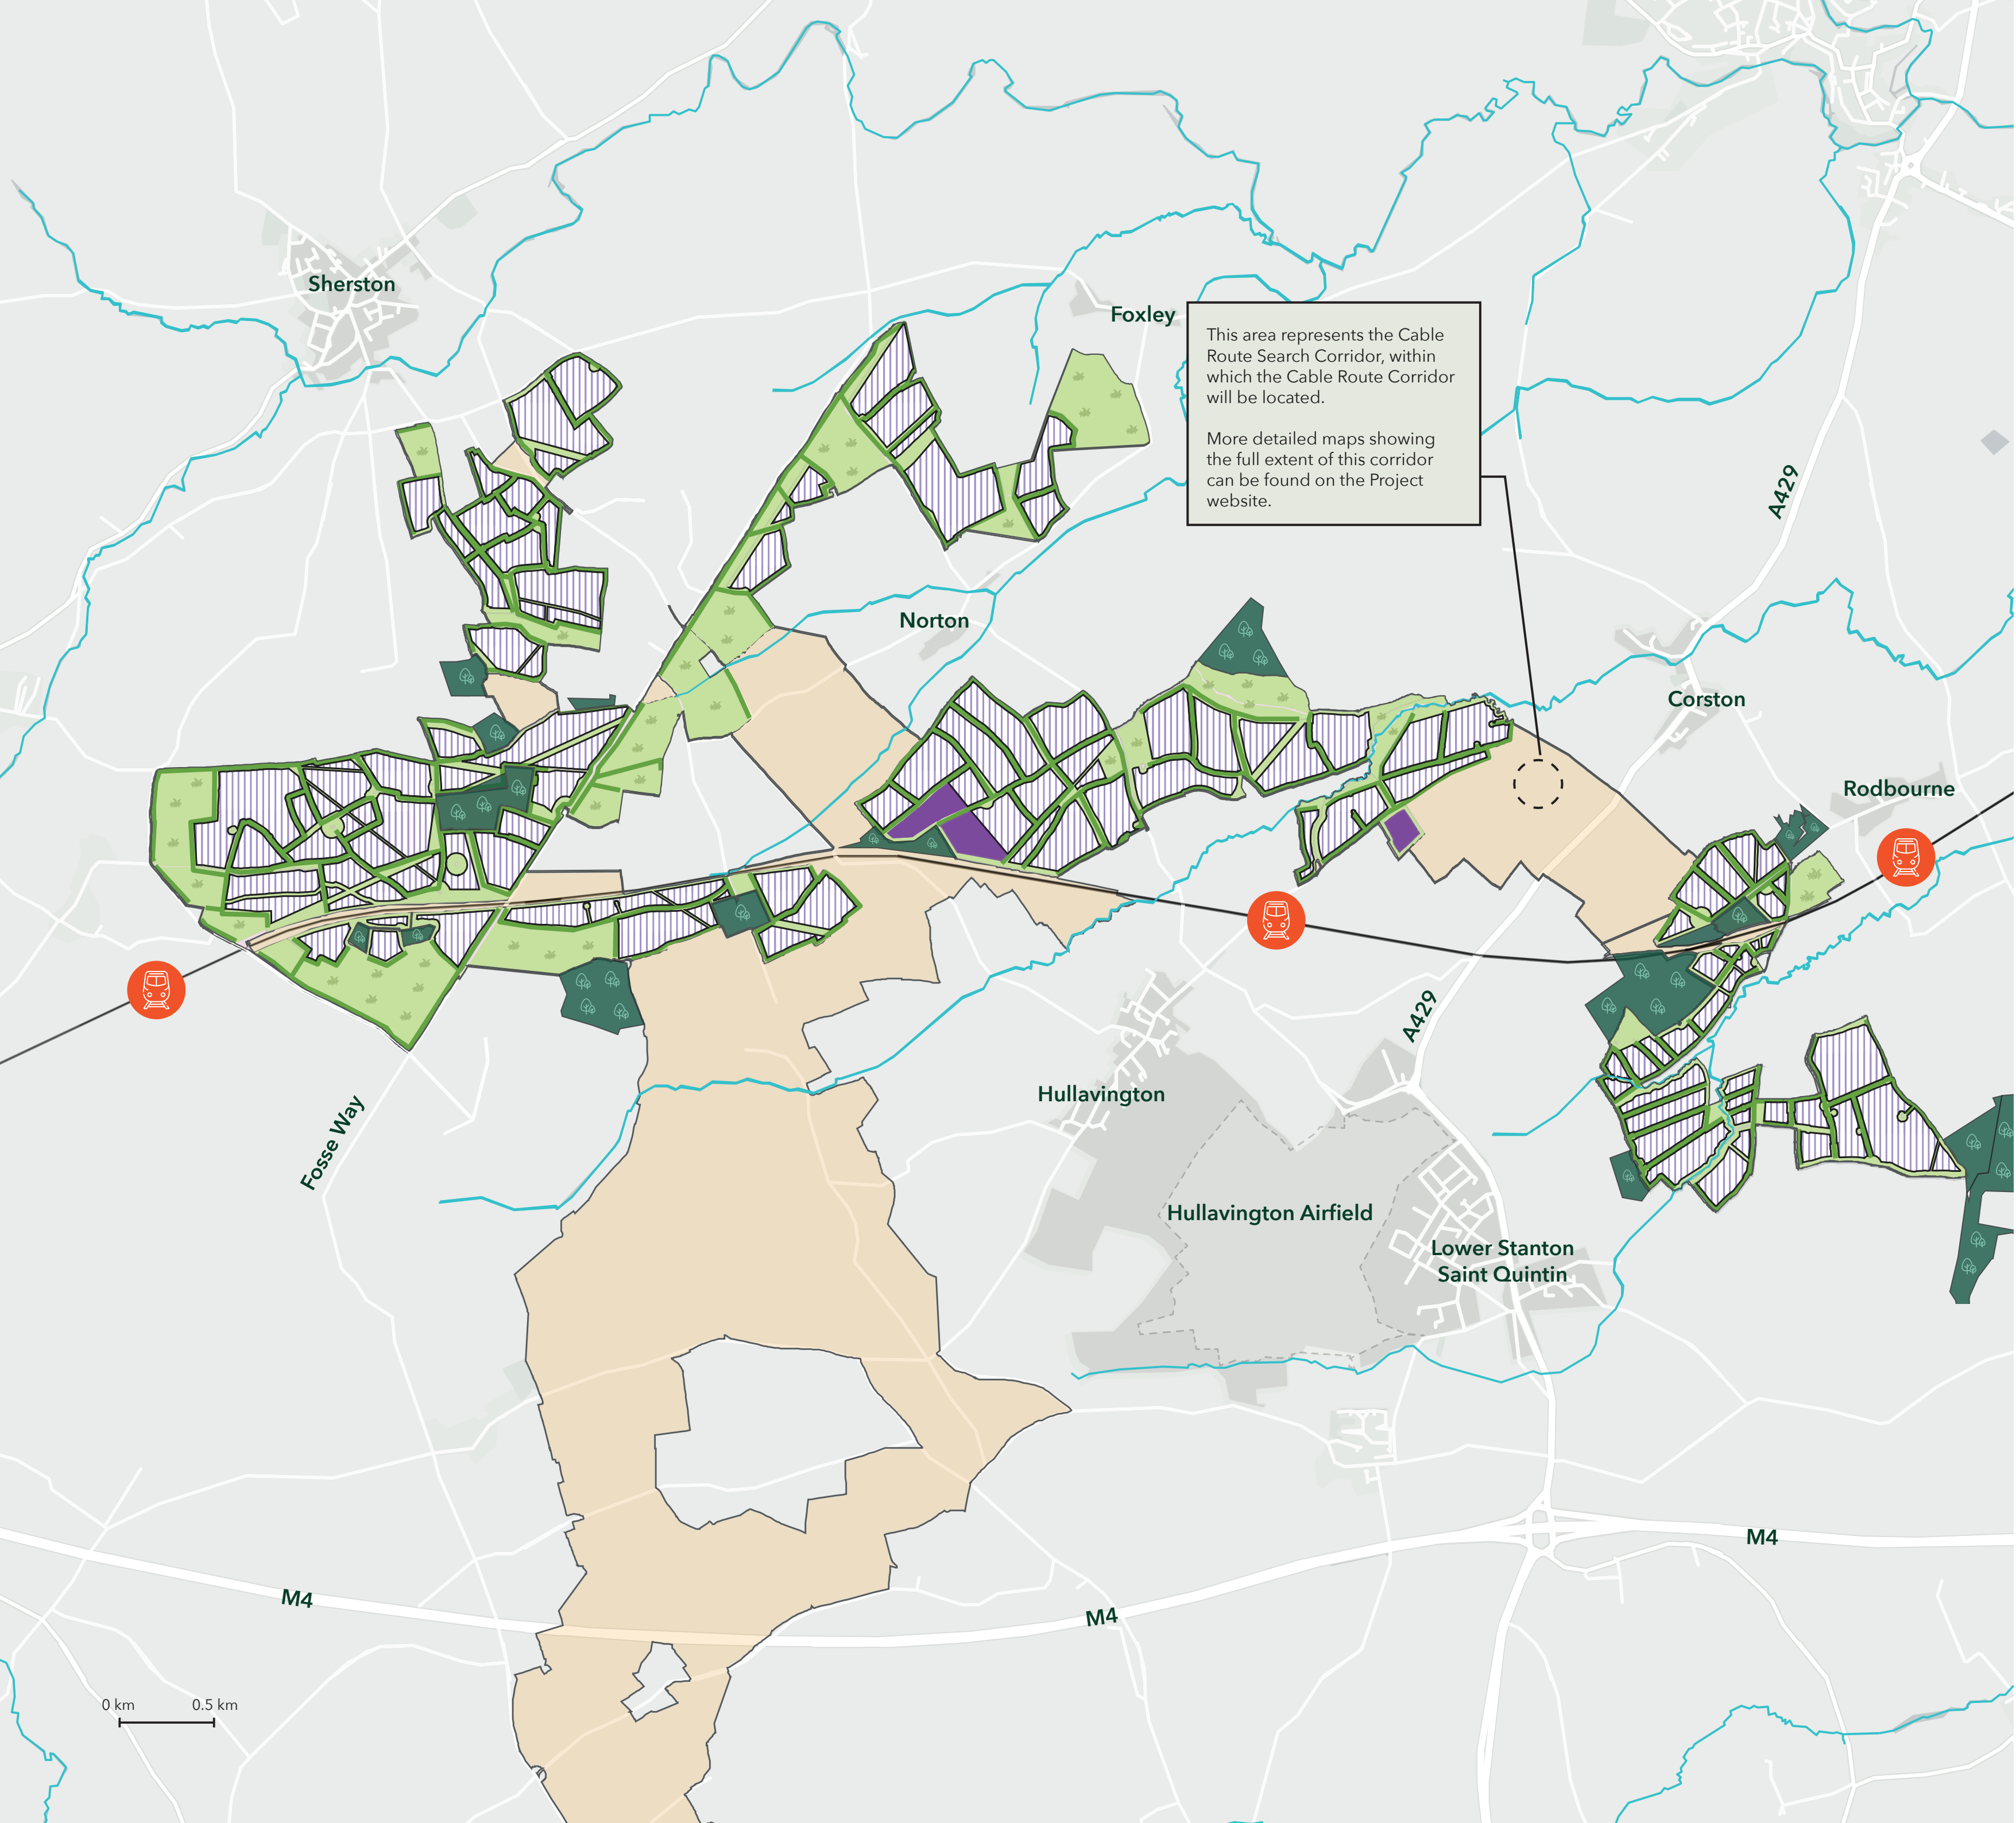 Sherston
Foxley
This area represents the Cable
Route Search Corridor, within
which the Cable Route Corridor
will be located.
More detailed maps showing
the full extent of this corridor
can be found on the Project
website.
A429
Norton
Corston
Rodbourne
A429
Hullavington
Fosse Way
Hullavington Airfield
Lower Stanton
Saint Quintin
M4
M4
M4
0 km
0.5 km